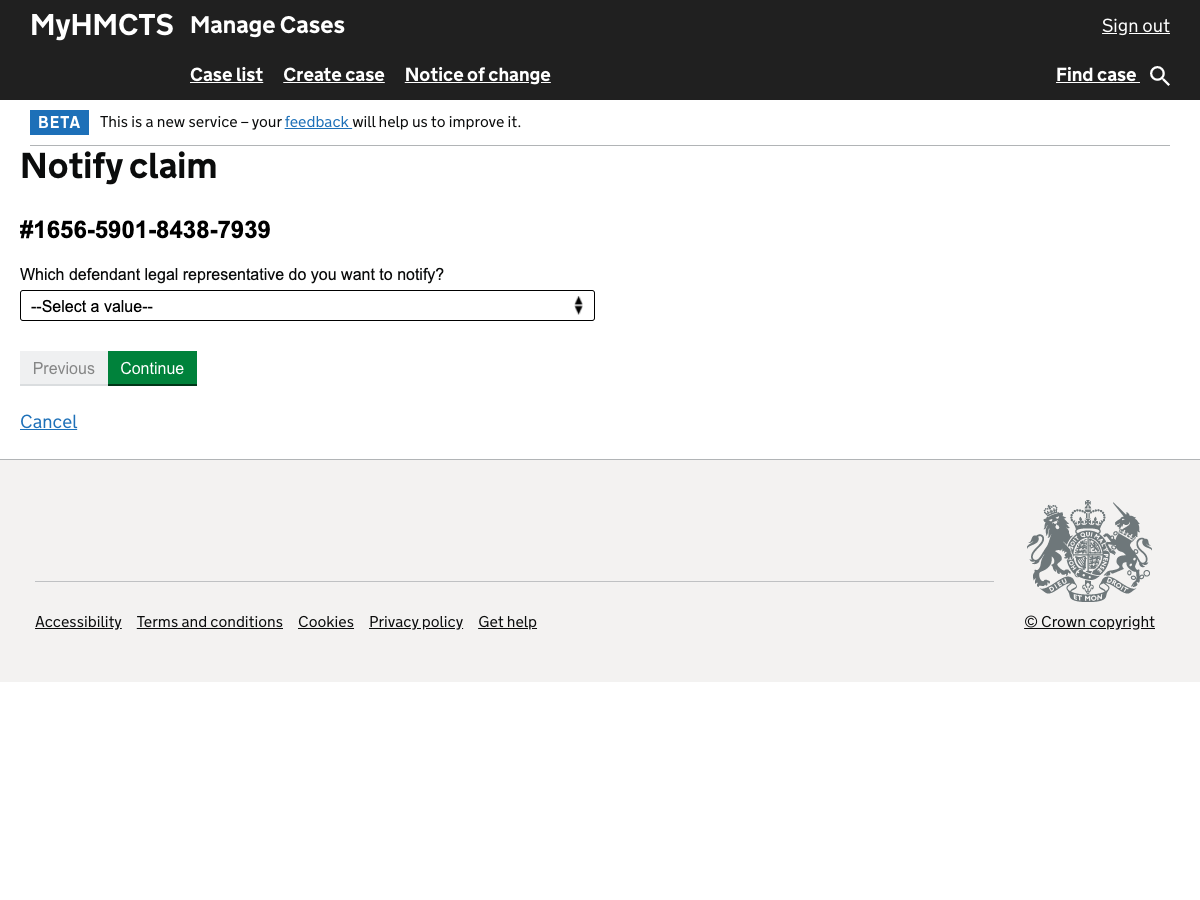 MyHMCTS Manage Cases Sign out
Case list Create case Notice of change Find case
BETA This is a new service – your feedback will help us to improve it.
Notify claim
#1656-5901-8438-7939
Which defendant legal representative do you want to notify?
--Select a value--
Previous Continue
Cancel
DIEU ET MON DROIT
Accessibility Terms and conditions Cookies Privacy policy Get help © Crown copyright